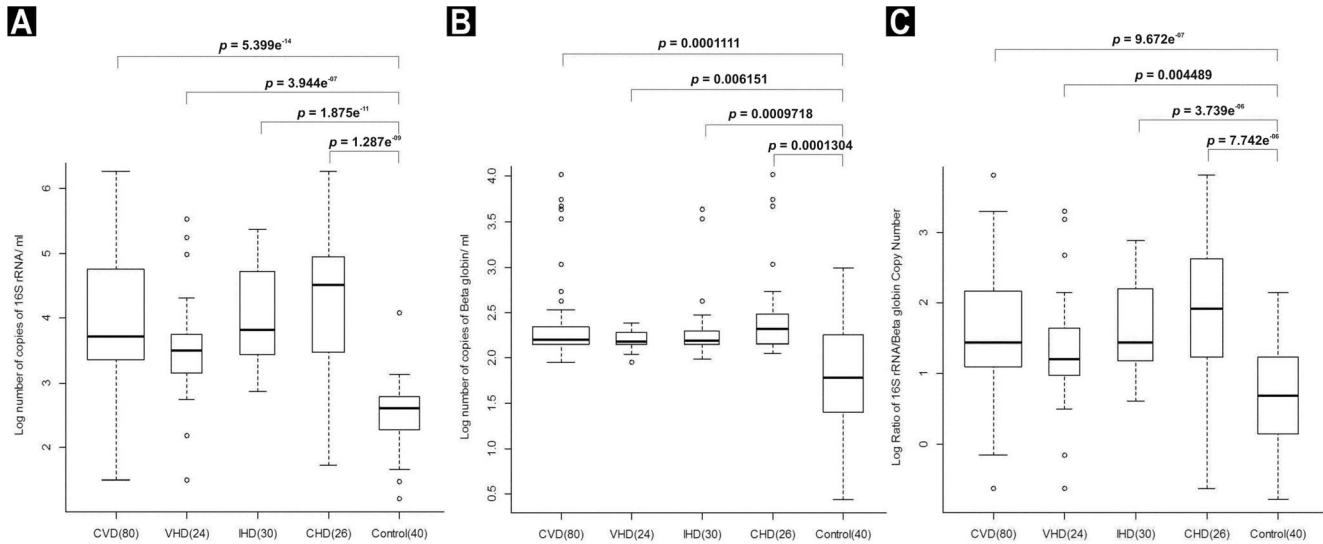 A
p = 5.399e-14
p = 3.944e-07
p = 1.875e-11
p = 1.287e-09
Log number of copies of 16S rRNA/ ml
6
5
4
3
2
CVD(80) VHD(24) IHD(30) CHD(26) Control(40)
B
p = 0.0001111
p = 0.006151
p = 0.0009718
p = 0.0001304
Log number of copies of Beta globin/ ml
4.0
3.5
3.0
2.5
2.0
1.5
1.0
0.5
CVD(80) VHD(24) IHD(30) CHD(26) Control(40)
C
p = 9.672e-07
p = 0.004489
p = 3.739e-06
p = 7.742e-06
Log Ratio of 16S rRNA/Beta globin Copy Number
3
2
1
0
CVD(80) VHD(24) IHD(30) CHD(26) Control(40)